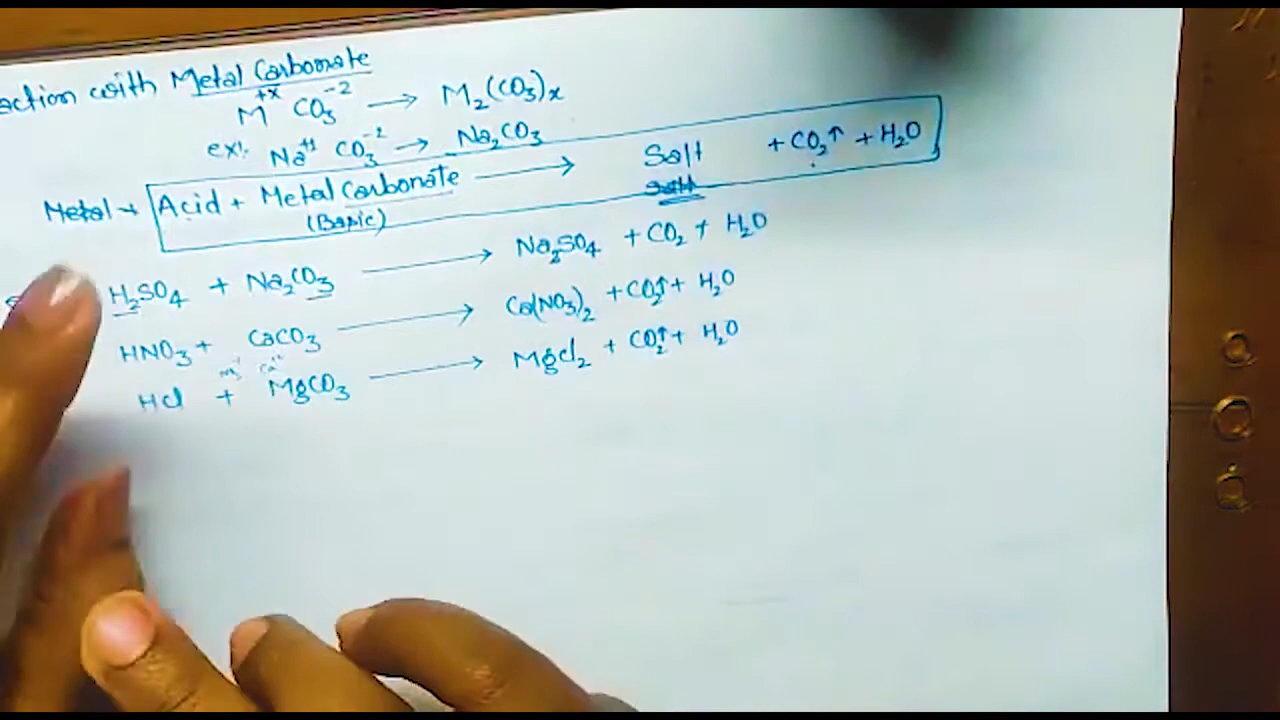 action with Metal Carbonate
M⁺ˣ CO₃⁻² → M₂(CO₃)ₓ
ex: Na⁺¹ CO₃⁻² → Na₂CO₃
Metal + Acid + Metal Carbonate → Salt + CO₂↑ + H₂O
(Basic) Salt
H₂SO₄ + Na₂CO₃ → Na₂SO₄ + CO₂ + H₂O
HNO₃ + CaCO₃ → Ca(NO₃)₂ + CO₂↑ + H₂O
HCl + MgCO₃ → MgCl₂ + CO₂↑ + H₂O